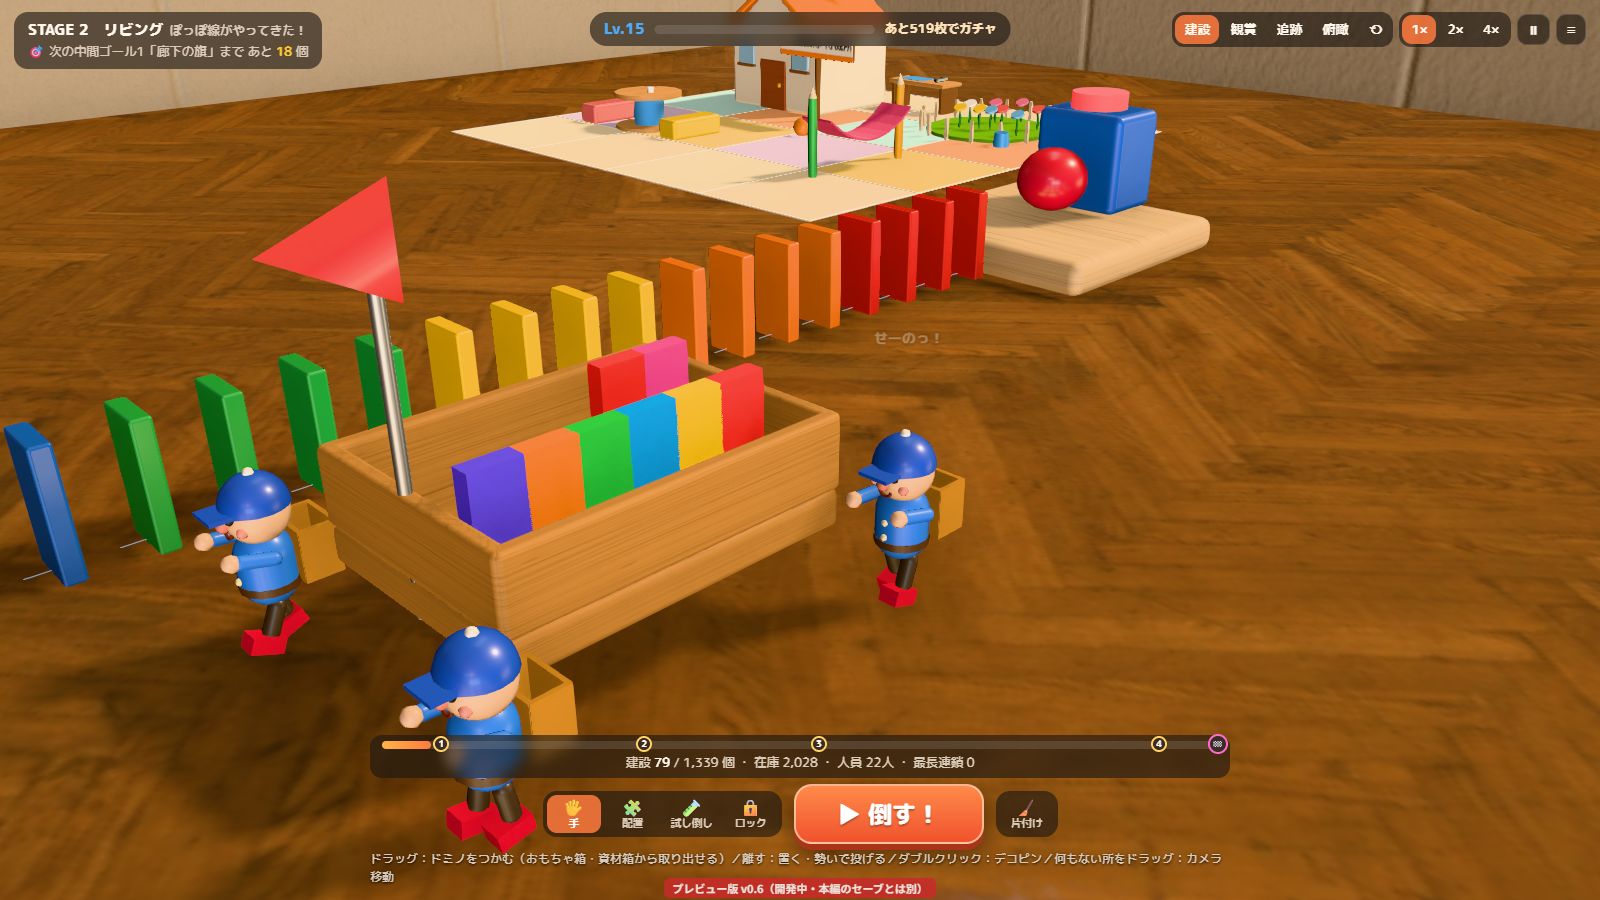 STAGE 2 リビング ぽっぽ線がやってきた！
🎯 次の中間ゴール1「廊下の旗」まで あと 18 個
Lv.15
あと519枚でガチャ
建設 観賞 追跡 俯瞰
1× 2× 4×
せーのっ！
1 2 3 4
建設 79 / 1,339 個 ・ 在庫 2,028 ・ 人員 22人 ・ 最長連鎖 0
手 配置 試し倒し ロック
▶ 倒す！
片付け
ドラッグ：ドミノをつかむ（おもちゃ箱・資材箱から取り出せる）／離す：置く・勢いで投げる／ダブルクリック：デコピン／何もない所をドラッグ：カメラ
移動
プレビュー版 v0.6（開発中・本編のセーブとは別）